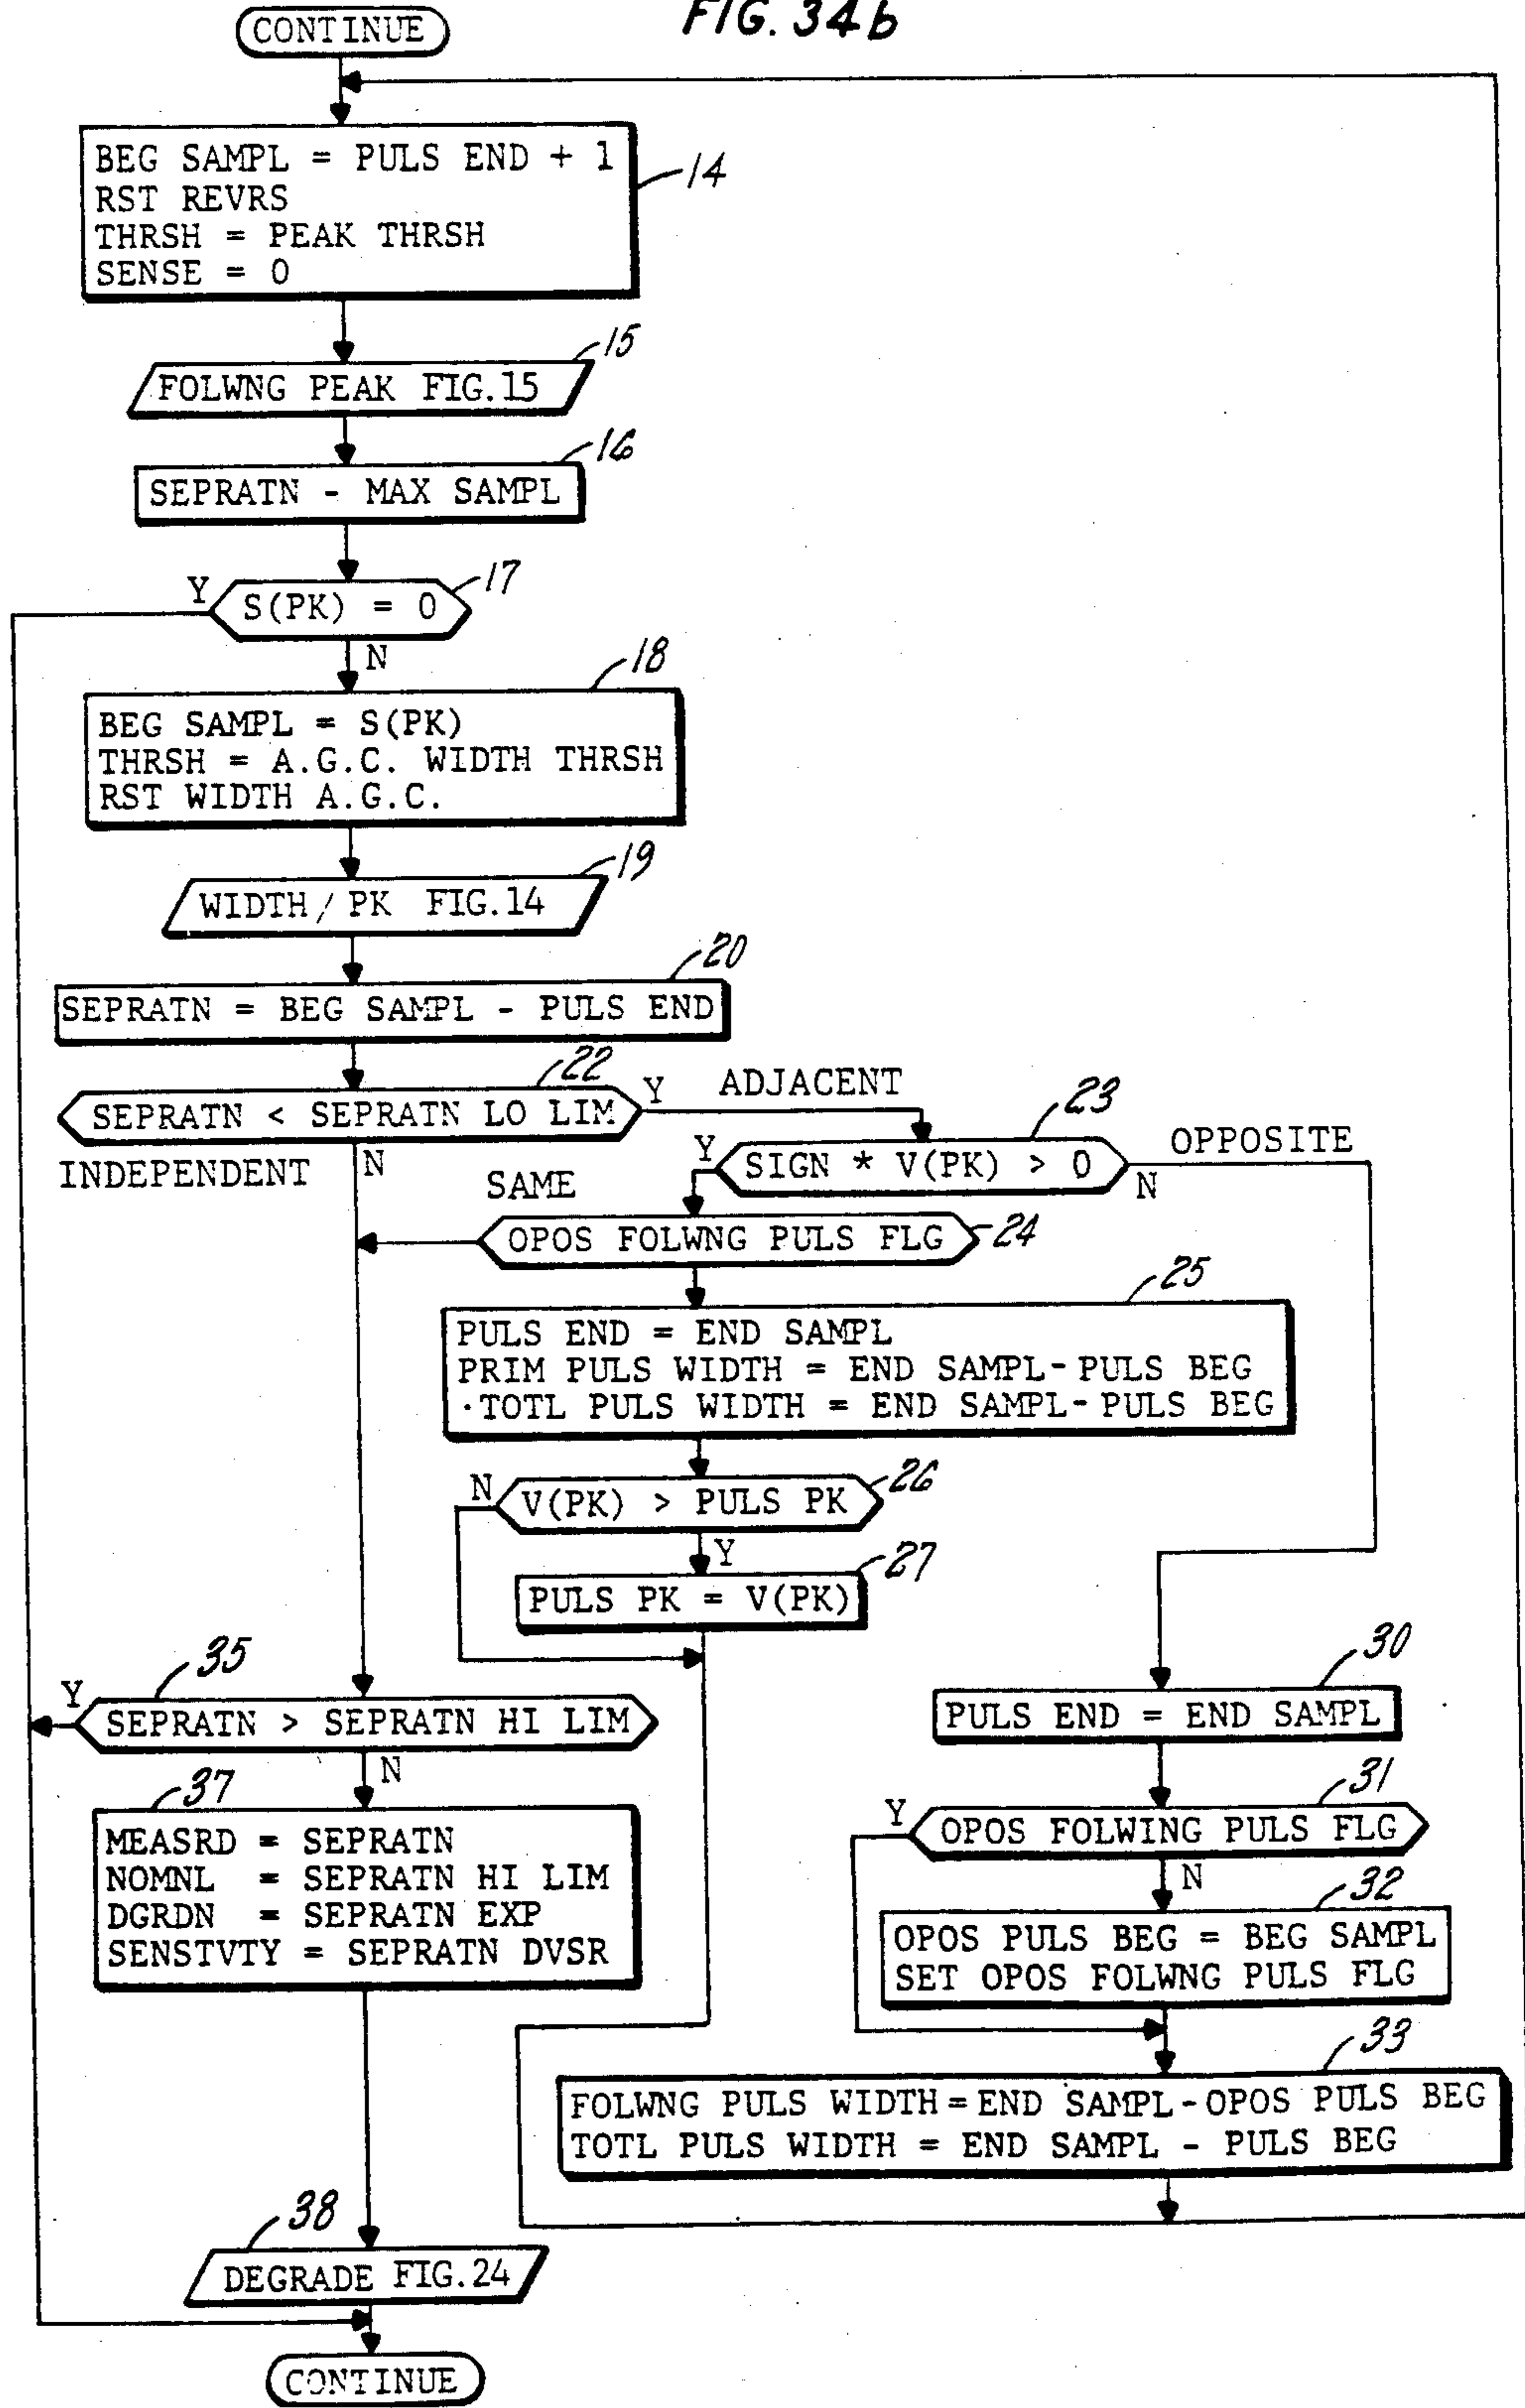 FIG. 34b
CONTINUE
BEG SAMPL = PULS END + 1
RST REVRS
THRSH = PEAK THRSH
SENSE = 0
14
15
FOLWNG PEAK FIG.15
16
SEPRATN - MAX SAMPL
17
Y
S(PK) = 0
N
18
BEG SAMPL = S(PK)
THRSH = A.G.C. WIDTH THRSH
RST WIDTH A.G.C.
19
WIDTH/PK FIG.14
20
SEPRATN = BEG SAMPL - PULS END
22
SEPRATN < SEPRATN LO LIM
Y
ADJACENT
INDEPENDENT
N
23
Y
SIGN * V(PK) > 0
N
OPPOSITE
SAME
OPOS FOLWNG PULS FLG
24
25
PULS END = END SAMPL
PRIM PULS WIDTH = END SAMPL-PULS BEG
·TOTL PULS WIDTH = END SAMPL-PULS BEG
26
N
V(PK) > PULS PK
Y
27
PULS PK = V(PK)
30
PULS END = END SAMPL
35
Y
SEPRATN > SEPRATN HI LIM
N
31
Y
OPOS FOLWING PULS FLG
N
37
MEASRD = SEPRATN
NOMNL = SEPRATN HI LIM
DGRDN = SEPRATN EXP
SENSTVTY = SEPRATN DVSR
32
OPOS PULS BEG = BEG SAMPL
SET OPOS FOLWNG PULS FLG
33
FOLWNG PULS WIDTH = END SAMPL-OPOS PULS BEG
TOTL PULS WIDTH = END SAMPL - PULS BEG
38
DEGRADE FIG.24
CONTINUE